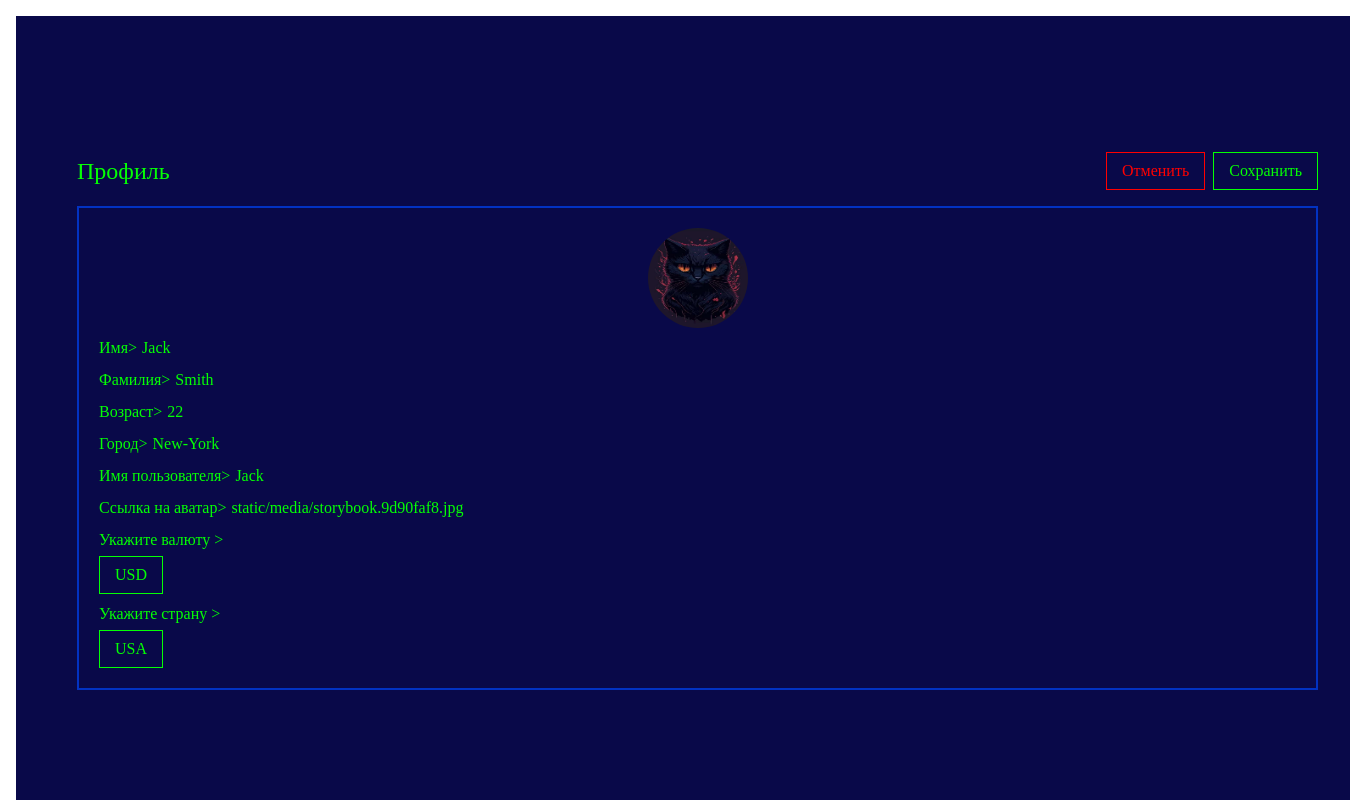 Профиль
Отменить
Сохранить
Имя> Jack
Фамилия> Smith
Возраст> 22
Город> New-York
Имя пользователя> Jack
Ссылка на аватар> static/media/storybook.9d90faf8.jpg
Укажите валюту >
USD
Укажите страну >
USA